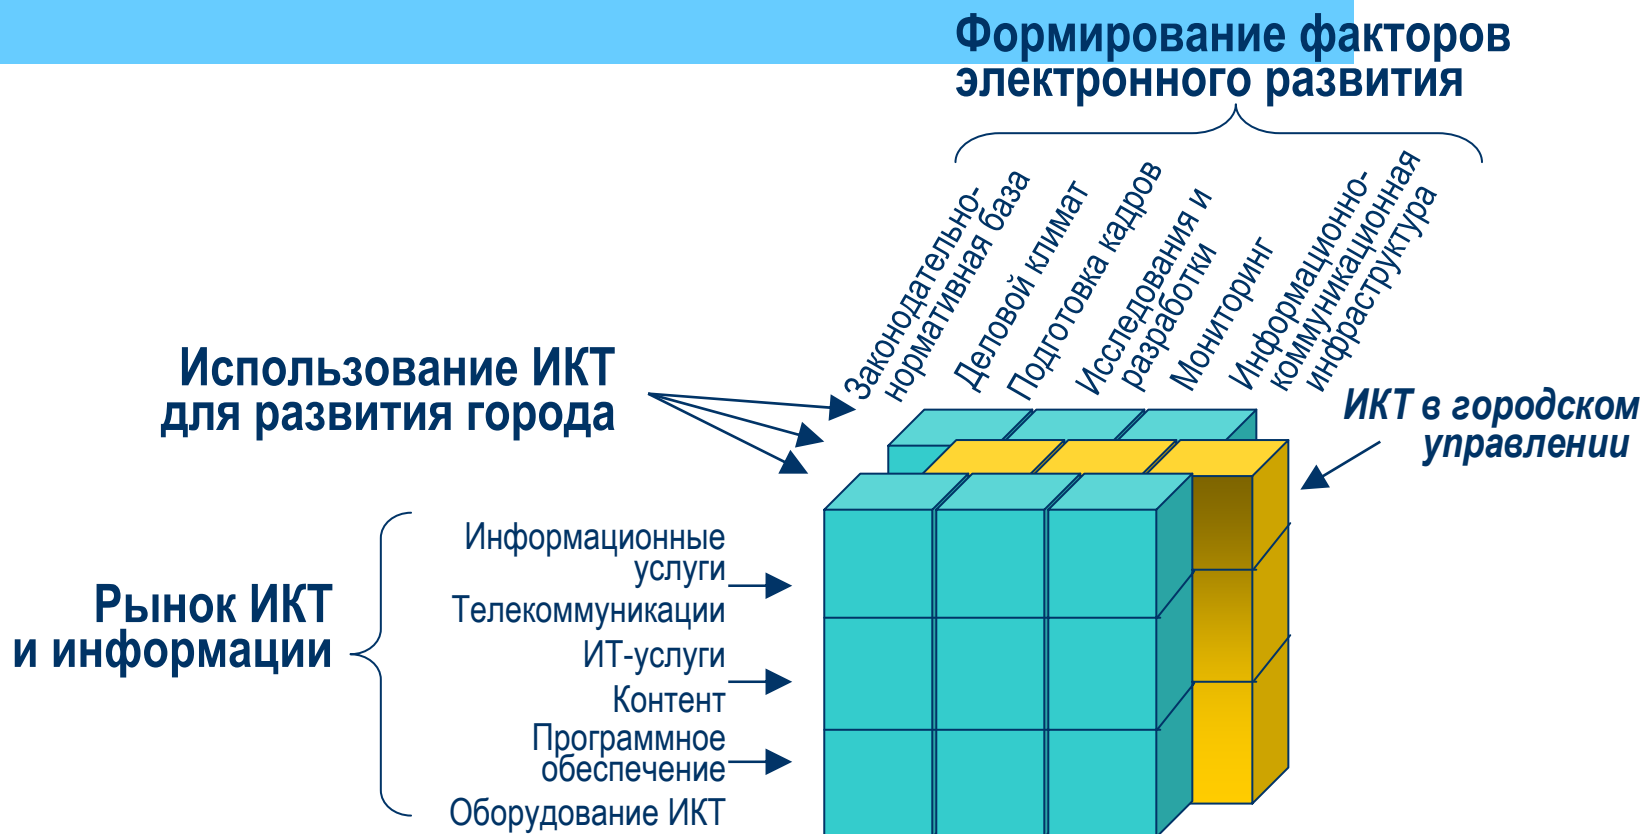 Формирование факторов
электронного развития
Законодательно-
нормативная база
Деловой климат
Подготовка кадров
Исследования и
разработки
Мониторинг
Информационно-
коммуникационная
инфраструктура
Использование ИКТ
для развития города
ИКТ в городском
управлении
Рынок ИКТ
и информации
Информационные
услуги
Телекоммуникации
ИТ-услуги
Контент
Программное
обеспечение
Оборудование ИКТ